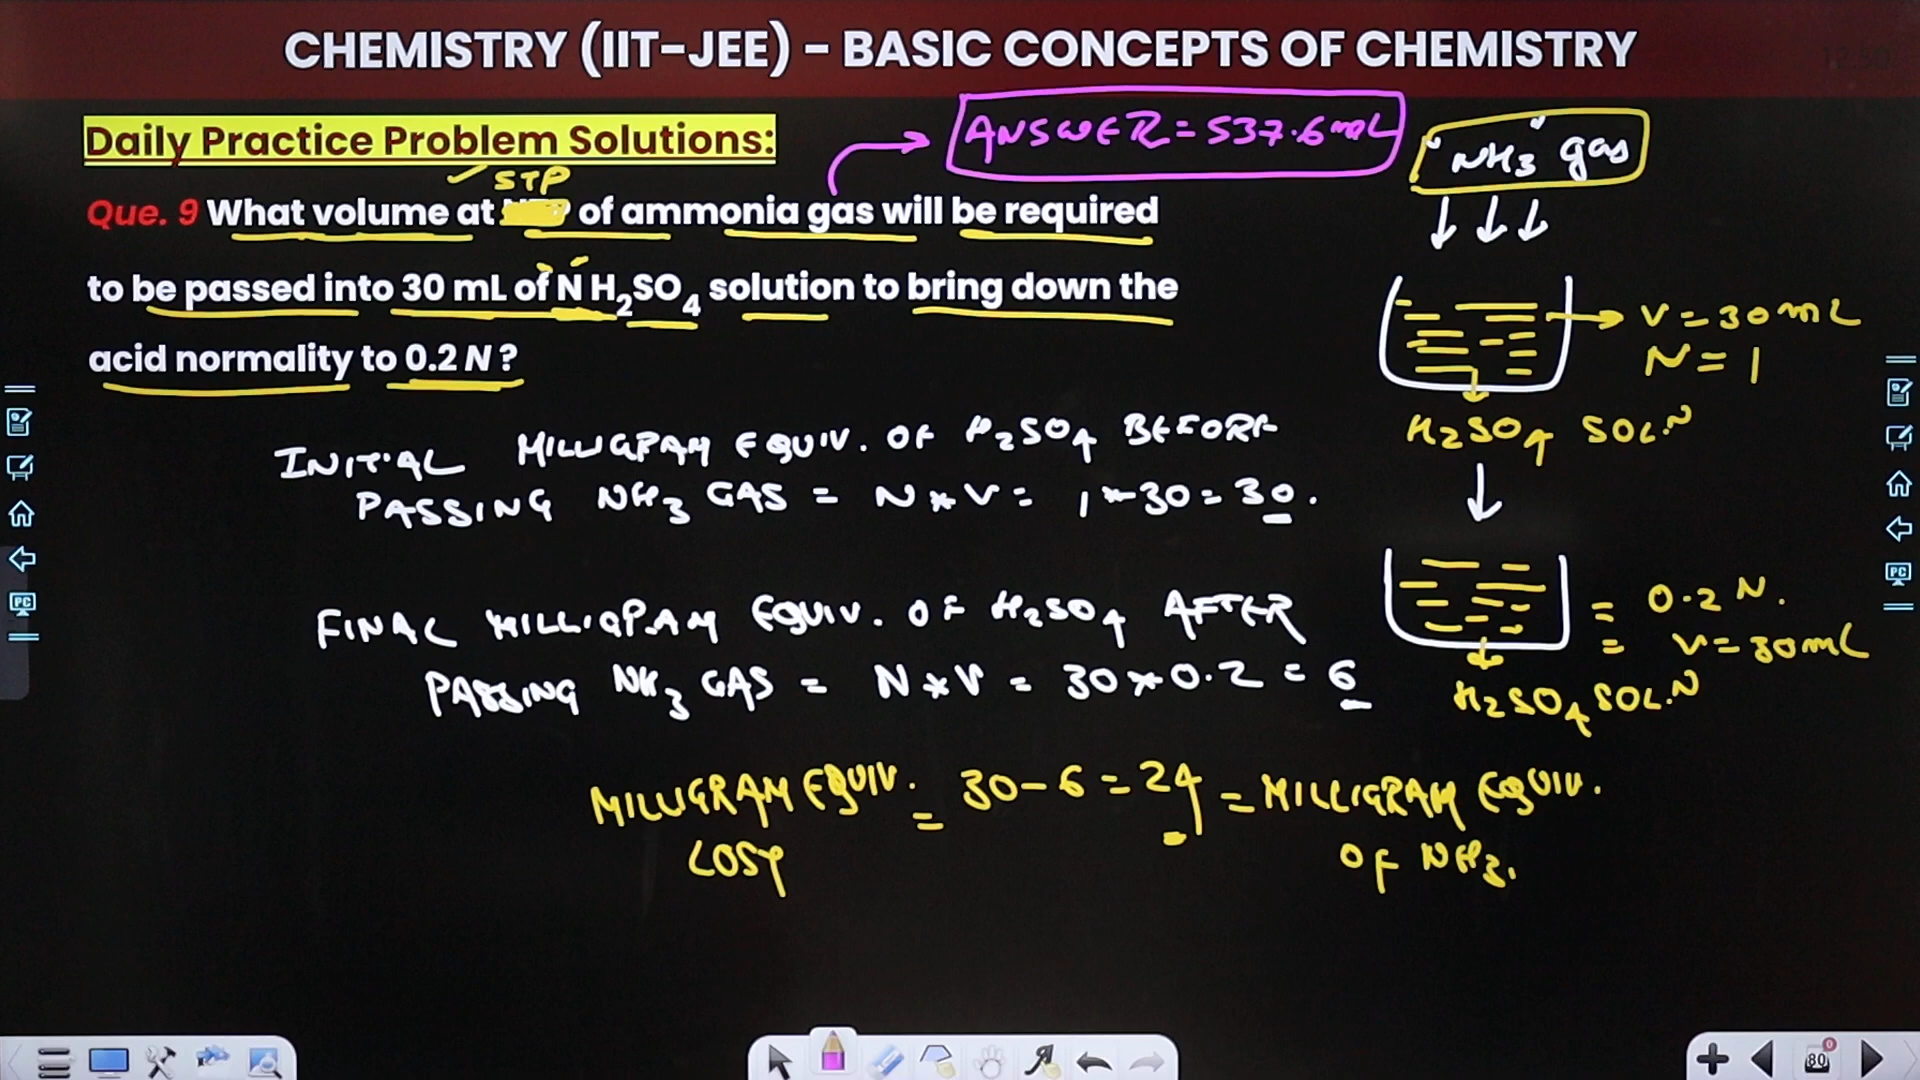 CHEMISTRY (IIT-JEE) - BASIC CONCEPTS OF CHEMISTRY
Daily Practice Problem Solutions:
ANSWER = 537.6 mL
NH3 gas
STP
Que. 9 What volume at of ammonia gas will be required
to be passed into 30 mL of N H₂SO₄ solution to bring down the
acid normality to 0.2 N ?
V = 30 mL
N = 1
H2SO4 SOL.N
INITIAL MILLIGRAM EQUIV. OF H2SO4 BEFORE
PASSING NH3 GAS = N * V = 1 * 30 = 30.
FINAL MILLIGRAM EQUIV. OF H2SO4 AFTER
PASSING NH3 GAS = N * V = 30 * 0.2 = 6
= 0.2 N.
= V = 30 mL
H2SO4 SOL.N
MILLIGRAM EQUIV. = 30 - 6 = 24 = MILLIGRAM EQUIV.
LOST OF NH3.
PC
PC
80
0